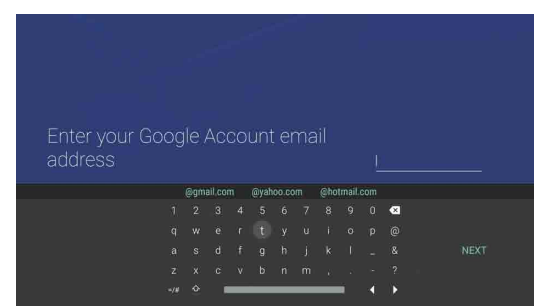 Enter your Google Account email
address
@gmail.com @yahoo.com @hotmail.com
1 2 3 4 5 6 7 8 9 0
q w e r t y u i o p @
a s d f g h j k l _ &
NEXT
z x c v b n m , . - ?
=/#